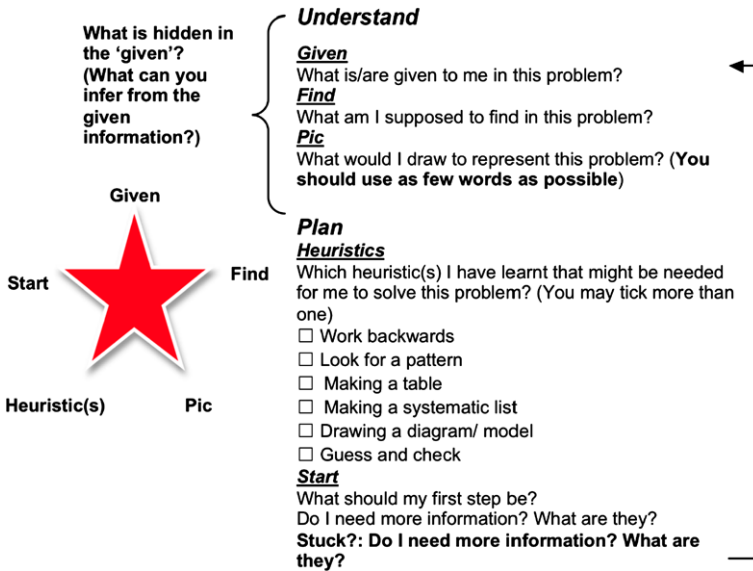 What is hidden in
the ‘given’?
(What can you
infer from the
given
information?)
Given
Start
Find
Heuristic(s)
Pic
Understand
Given
What is/are given to me in this problem?
Find
What am I supposed to find in this problem?
Pic
What would I draw to represent this problem? (You
should use as few words as possible)
Plan
Heuristics
Which heuristic(s) I have learnt that might be needed
for me to solve this problem? (You may tick more than
one)
☐ Work backwards
☐ Look for a pattern
☐ Making a table
☐ Making a systematic list
☐ Drawing a diagram/ model
☐ Guess and check
Start
What should my first step be?
Do I need more information? What are they?
Stuck?: Do I need more information? What are
they?